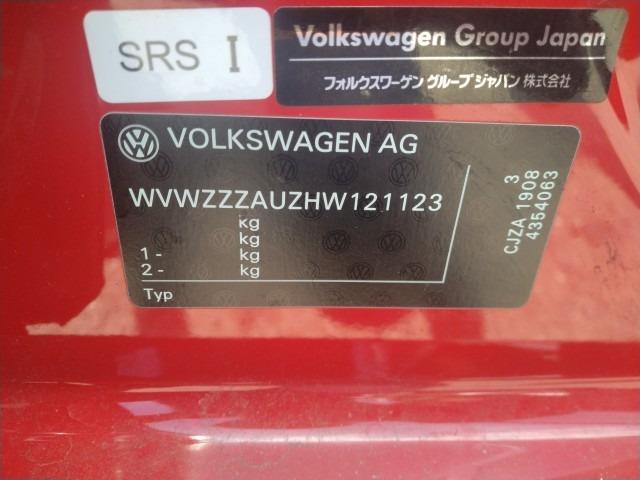 SRS I
Volkswagen Group Japan
フォルクスワーゲン グループ ジャパン 株式会社
VOLKSWAGEN AG
WVWZZZAUZHW121123
kg
kg
1 - kg
2 - kg
Typ
3
CJZA 1908
4354063